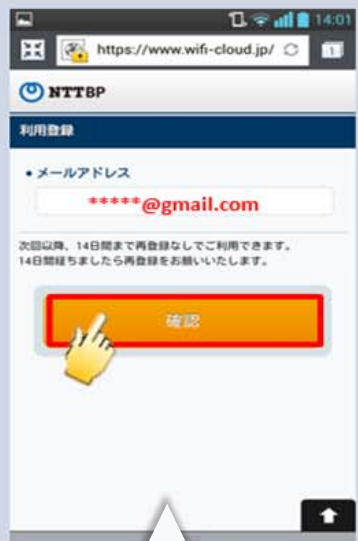 14:01
https://www.wifi-cloud.jp/
1
NTTBP
利用登録
• メールアドレス
*****@gmail.com
次回以降、14日間まで再登録なしでご利用できます。
14日間経ちましたら再登録をお願いいたします。
確認